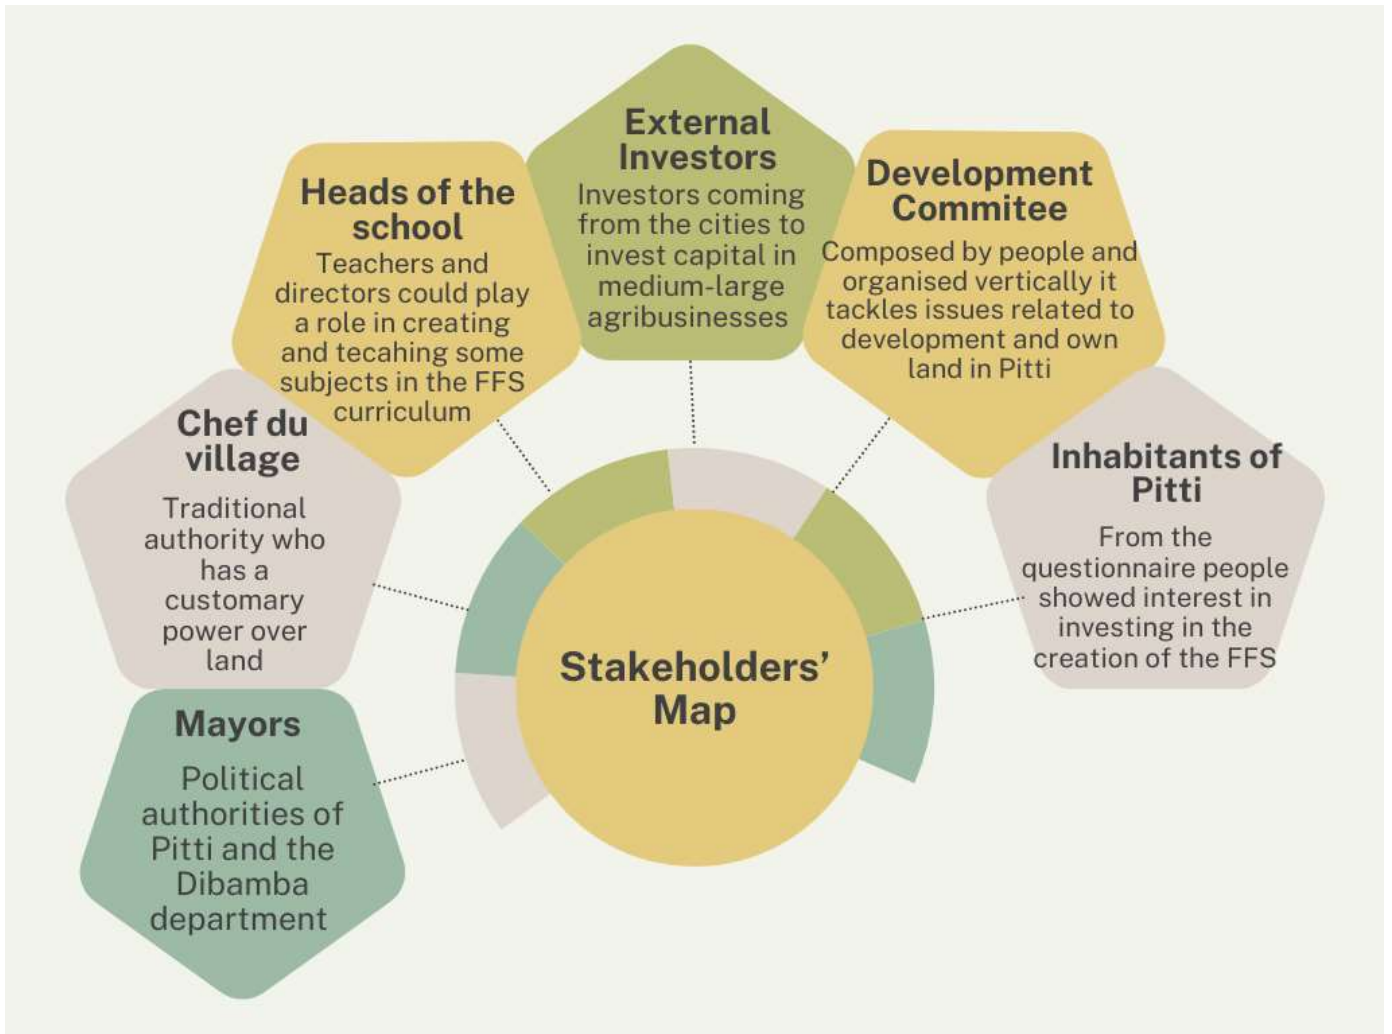 External
Investors
Investors coming
from the cities to
invest capital in
medium-large
agribusinesses
Heads of the
school
Teachers and
directors could play
a role in creating
and tecahing some
subjects in the FFS
curriculum
Development
Commitee
Composed by people and
organised vertically it
tackles issues related to
development and own
land in Pitti
Chef du
village
Traditional
authority who
has a
customary
power over
land
Inhabitants of
Pitti
From the
questionnaire people
showed interest in
investing in the
creation of the FFS
Stakeholders’
Map
Mayors
Political
authorities of
Pitti and the
Dibamba
department